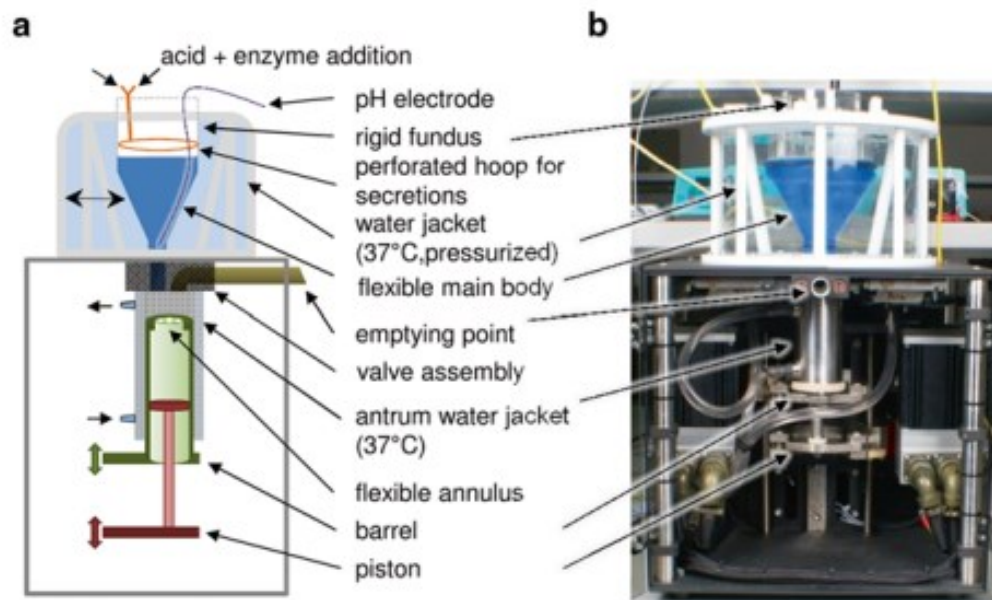 a
b
acid + enzyme addition
pH electrode
rigid fundus
perforated hoop for
secretions
water jacket
(37°C,pressurized)
flexible main body
emptying point
valve assembly
antrum water jacket
(37°C)
flexible annulus
barrel
piston